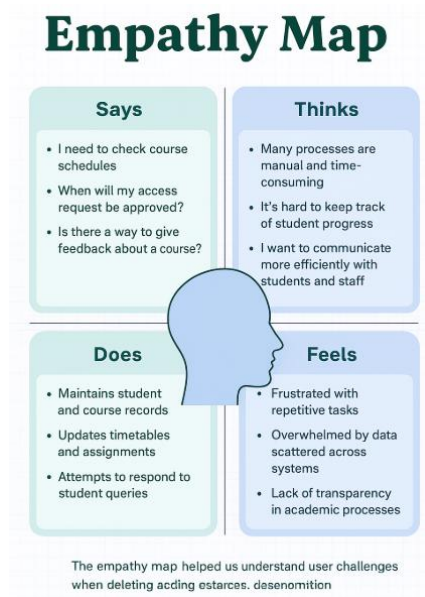 Empathy Map
Says
• I need to check course
schedules
• When will my access
request be approved?
• Is there a way to give
feedback about a course?
Thinks
• Many processes are
manual and time-
consuming
• It's hard to keep track
of student progress
• I want to communicate
more efficiently with
students and staff
Does
• Maintains student
and course records
• Updates timetables
and assignments
• Attempts to respond to
student queries
Feels
• Frustrated with
repetitive tasks
• Overwhelmed by data
scattered across
systems
• Lack of transparency
in academic processes
The empathy map helped us understand user challenges
when deleting acding estarces. desenomition